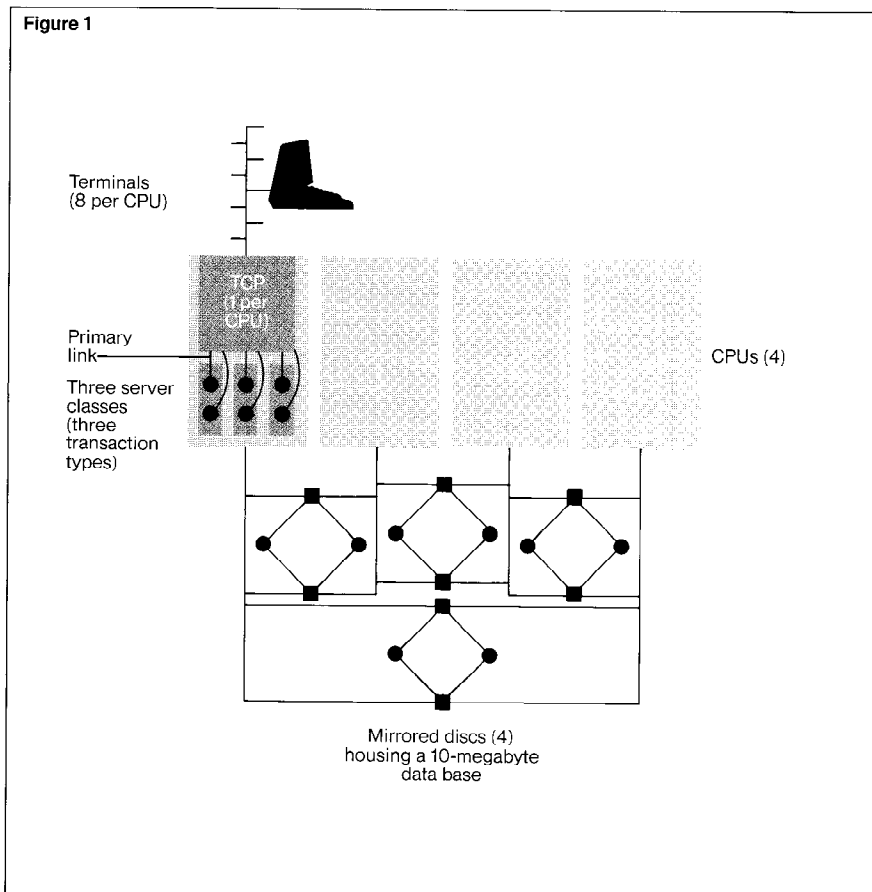 Figure 1
Terminals
(8 per CPU)
TCP
(1 per
CPU)
Primary
link
CPUs (4)
Three server
classes
(three
transaction
types)
Mirrored discs (4)
housing a 10-megabyte
data base